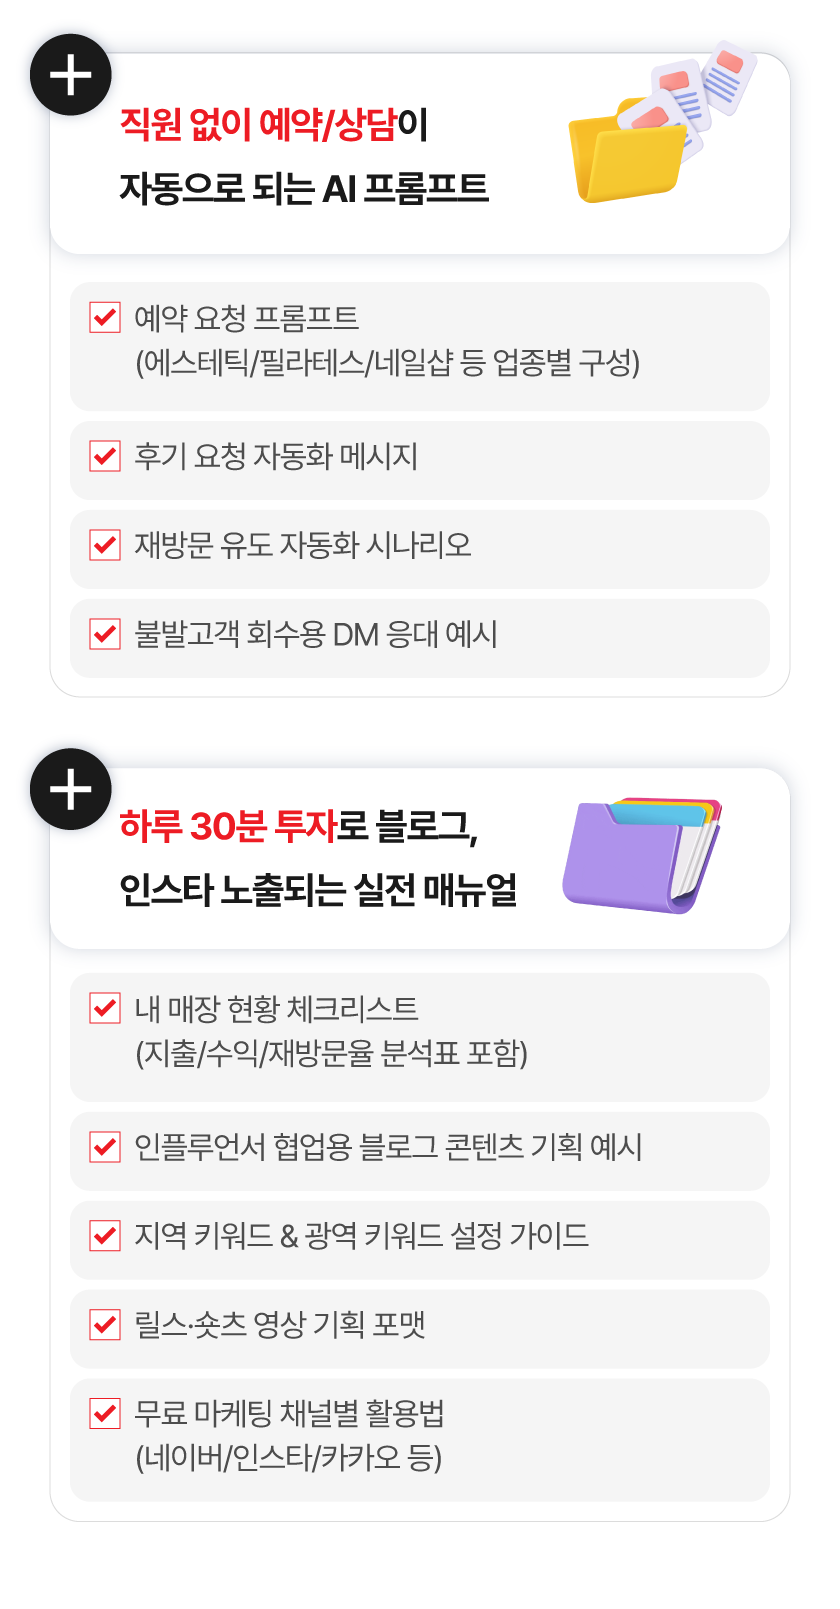 직원 없이 예약/상담이
자동으로 되는 AI 프롬프트
예약 요청 프롬프트
(에스테틱/필라테스/네일샵 등 업종별 구성)
후기 요청 자동화 메시지
재방문 유도 자동화 시나리오
불발고객 회수용 DM 응대 예시
하루 30분 투자로 블로그,
인스타 노출되는 실전 매뉴얼
내 매장 현황 체크리스트
(지출/수익/재방문율 분석표 포함)
인플루언서 협업용 블로그 콘텐츠 기획 예시
지역 키워드 & 광역 키워드 설정 가이드
릴스·숏츠 영상 기획 포맷
무료 마케팅 채널별 활용법
(네이버/인스타/카카오 등)